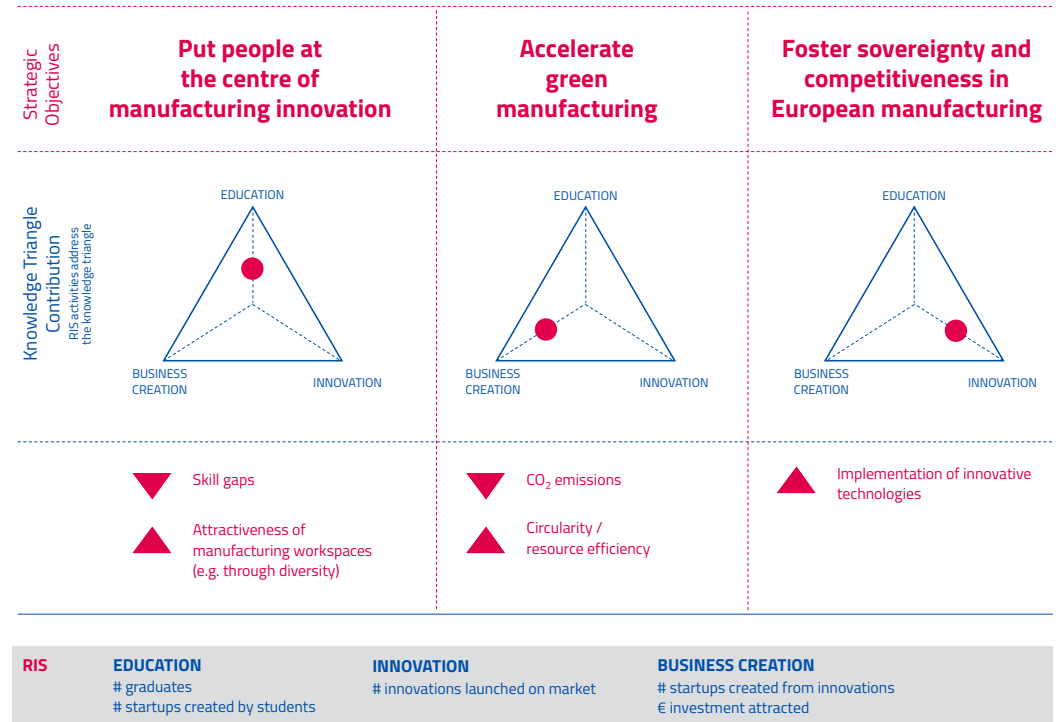 Strategic
Objectives
Put people at
the centre of
manufacturing innovation
Accelerate
green
manufacturing
Foster sovereignty and
competitiveness in
European manufacturing
Knowledge Triangle
Contribution
RIS activities address
the knowledge triangle
EDUCATION
BUSINESS
CREATION
INNOVATION
EDUCATION
BUSINESS
CREATION
INNOVATION
EDUCATION
BUSINESS
CREATION
INNOVATION
Skill gaps
Attractiveness of
manufacturing workspaces
(e.g. through diversity)
CO₂ emissions
Circularity /
resource efficiency
Implementation of innovative
technologies
RIS
EDUCATION
# graduates
# startups created by students
INNOVATION
# innovations launched on market
BUSINESS CREATION
# startups created from innovations
€ investment attracted